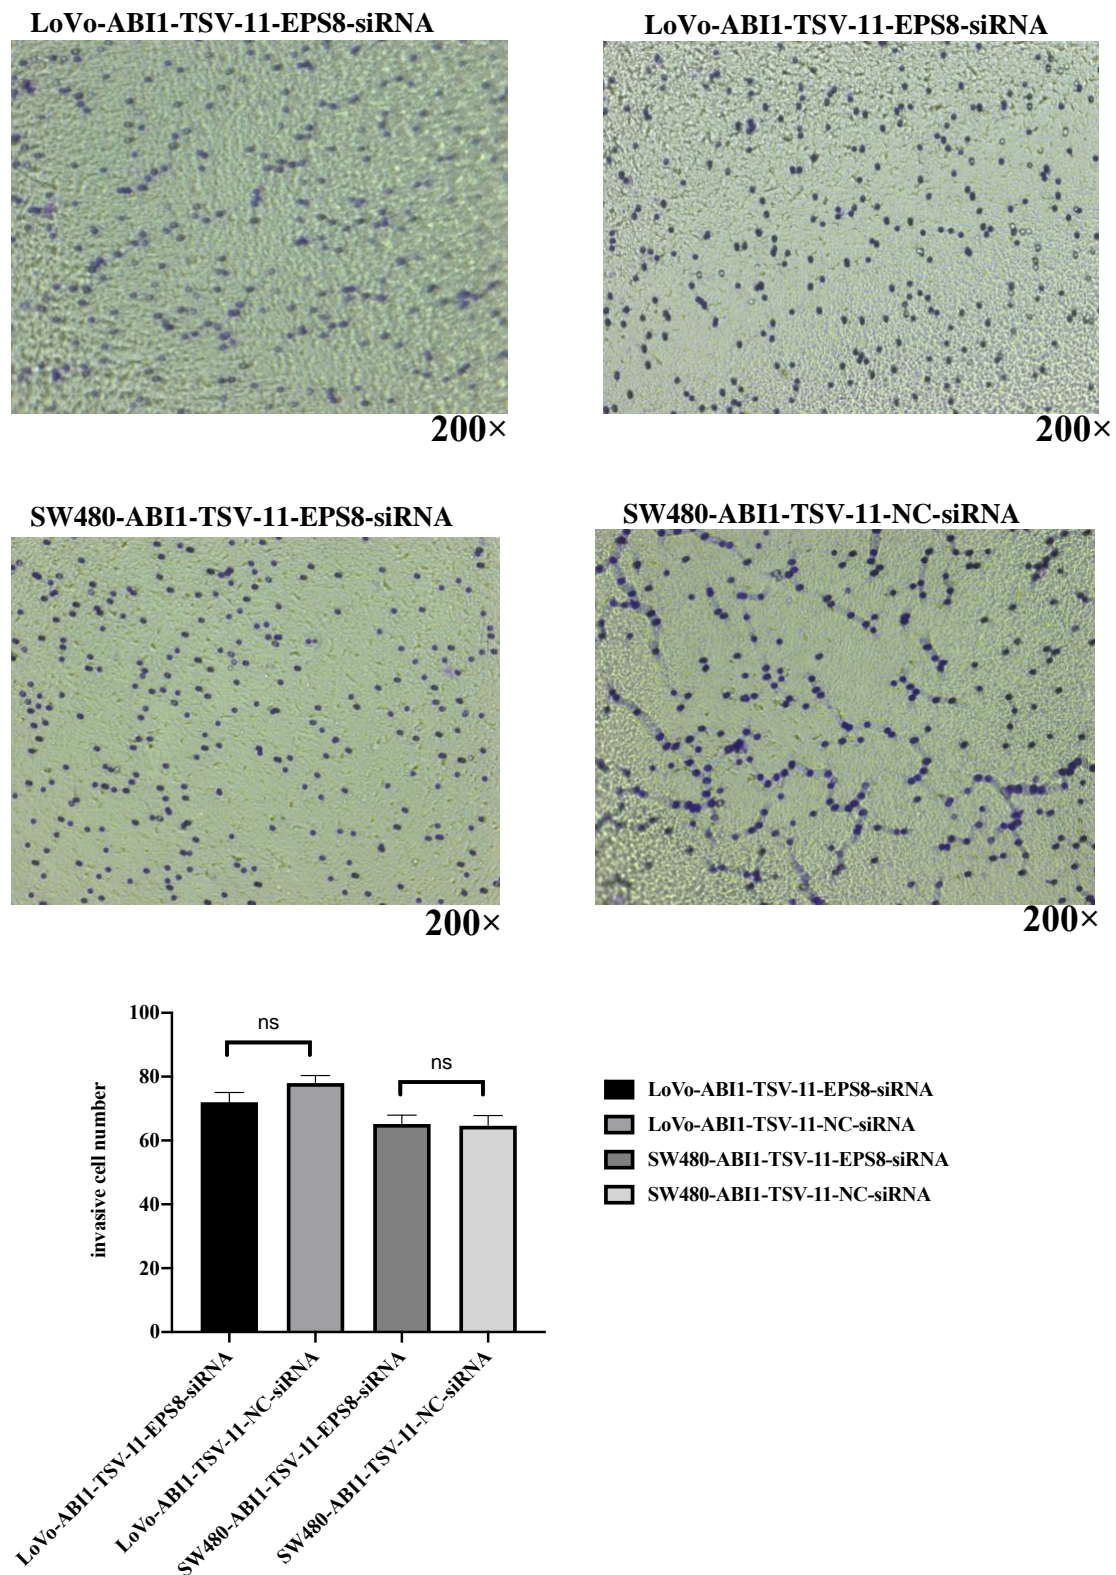 LoVo-ABI1-TSV-11-EPS8-siRNA
LoVo-ABI1-TSV-11-EPS8-siRNA
200×
200×
SW480-ABI1-TSV-11-EPS8-siRNA
SW480-ABI1-TSV-11-NC-siRNA
200×
200×
100
80
60
40
20
0
invasive cell number
ns
ns
LoVo-ABI1-TSV-11-EPS8-siRNA
LoVo-ABI1-TSV-11-NC-siRNA
SW480-ABI1-TSV-11-EPS8-siRNA
SW480-ABI1-TSV-11-NC-siRNA
LoVo-ABI1-TSV-11-EPS8-siRNA
LoVo-ABI1-TSV-11-NC-siRNA
SW480-ABI1-TSV-11-EPS8-siRNA
SW480-ABI1-TSV-11-NC-siRNA